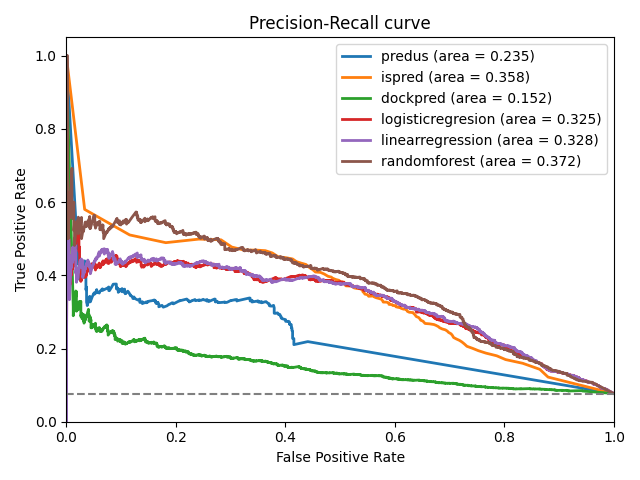 Precision-Recall curve
predus (area = 0.235)
ispred (area = 0.358)
dockpred (area = 0.152)
logisticregresion (area = 0.325)
linearregression (area = 0.328)
randomforest (area = 0.372)
True Positive Rate
1.0
0.8
0.6
0.4
0.2
0.0
0.0 0.2 0.4 0.6 0.8 1.0
False Positive Rate